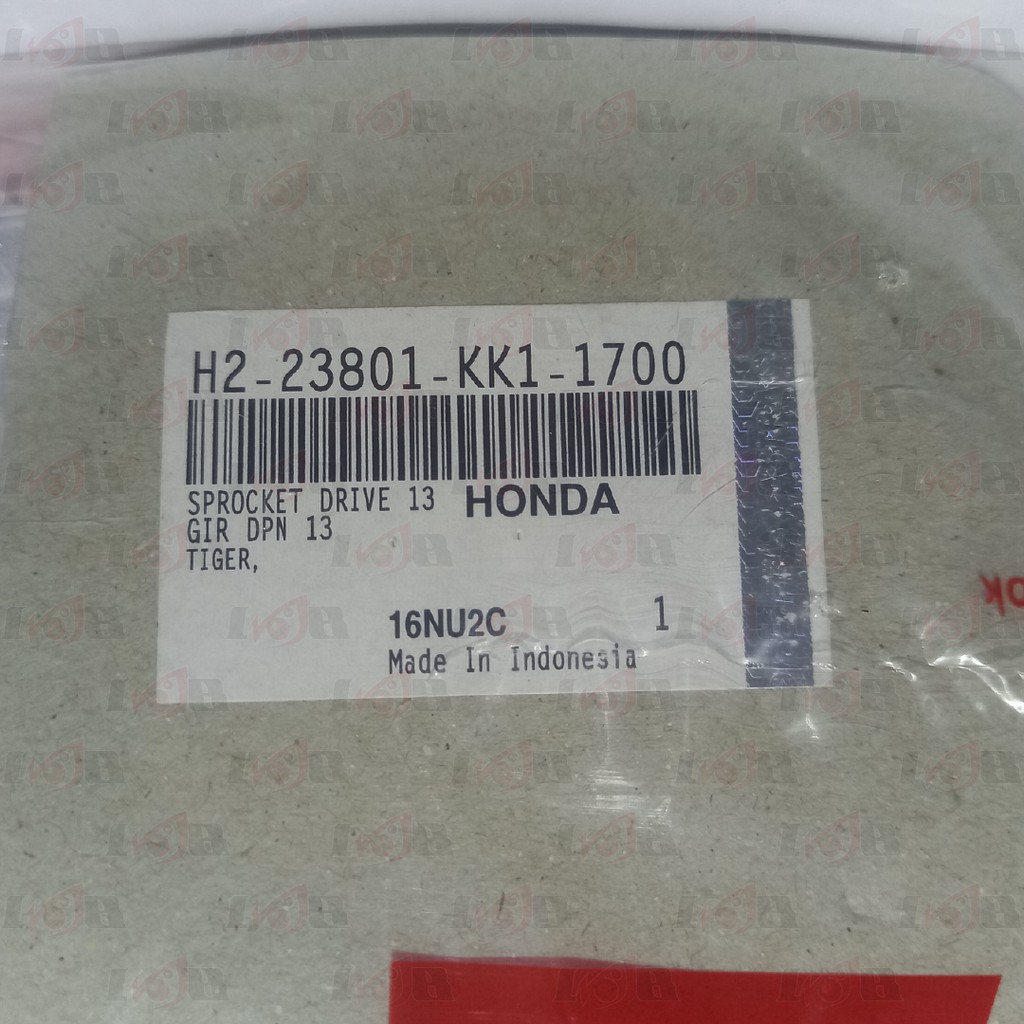 H2-23801-KK1-1700
SPROCKET DRIVE 13 HONDA
GIR DPN 13
TIGER,
16NU2C 1
Made In Indonesia